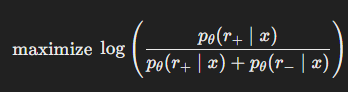 maximize log ( pθ(r+ | x) / pθ(r+ | x) + pθ(r− | x) )